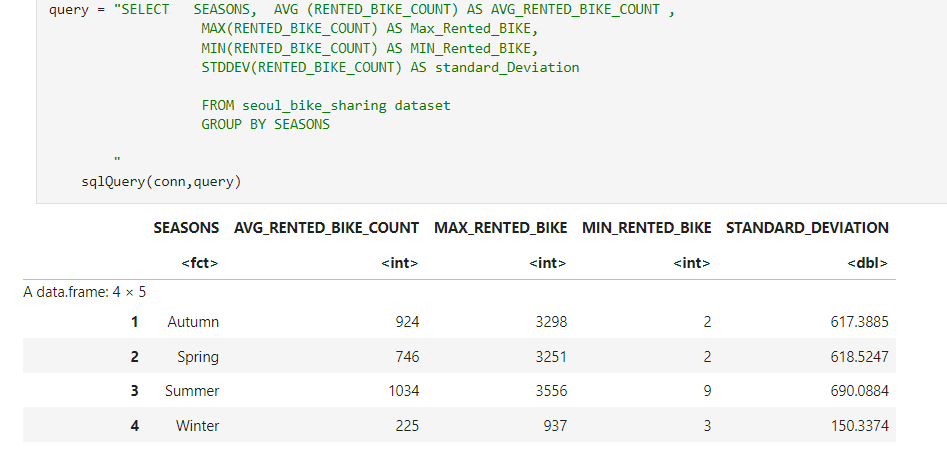 query = "SELECT   SEASONS,  AVG (RENTED_BIKE_COUNT) AS AVG_RENTED_BIKE_COUNT ,
MAX(RENTED_BIKE_COUNT) AS Max_Rented_BIKE,
MIN(RENTED_BIKE_COUNT) AS MIN_Rented_BIKE,
STDDEV(RENTED_BIKE_COUNT) AS standard_Deviation
FROM seoul_bike_sharing dataset
GROUP BY SEASONS
"
sqlQuery(conn,query)
SEASONS AVG_RENTED_BIKE_COUNT MAX_RENTED_BIKE MIN_RENTED_BIKE STANDARD_DEVIATION
<fct> <int> <int> <int> <dbl>
A data.frame: 4 × 5
1 Autumn 924 3298 2 617.3885
2 Spring 746 3251 2 618.5247
3 Summer 1034 3556 9 690.0884
4 Winter 225 937 3 150.3374